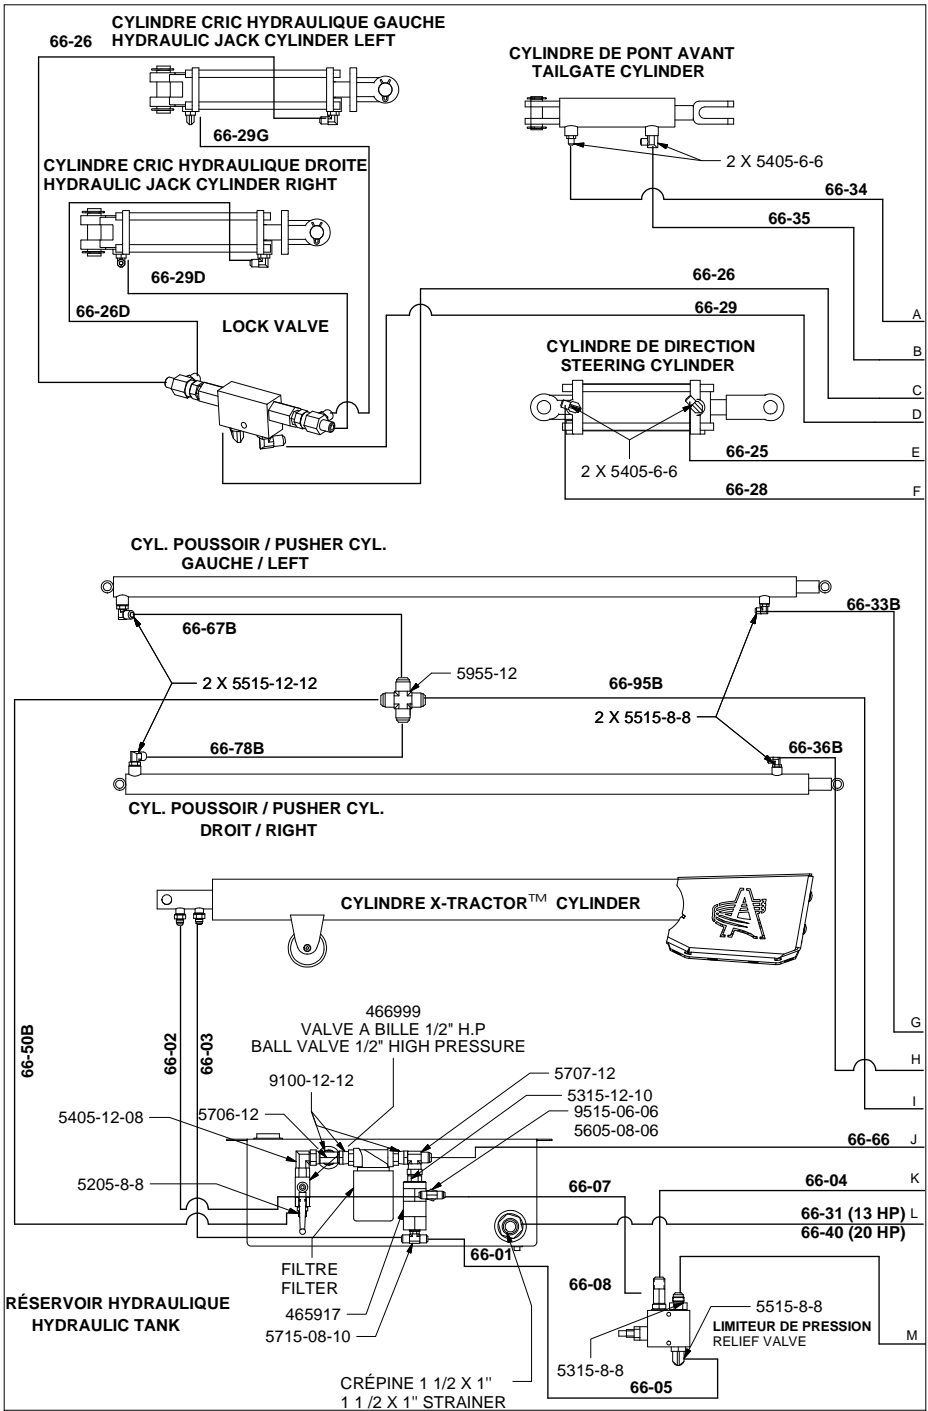 CYLINDRE CRIC HYDRAULIQUE GAUCHE
HYDRAULIC JACK CYLINDER LEFT
66-26
CYLINDRE DE PONT AVANT
TAILGATE CYLINDER
66-29G
2 X 5405-6-6
CYLINDRE CRIC HYDRAULIQUE DROITE
HYDRAULIC JACK CYLINDER RIGHT
66-34
66-35
66-29D
66-26
66-26D
66-29
LOCK VALVE
A
CYLINDRE DE DIRECTION
STEERING CYLINDER
B
C
D
66-25
E
2 X 5405-6-6
66-28
F
CYL. POUSSOIR / PUSHER CYL.
GAUCHE / LEFT
66-33B
66-67B
5955-12
2 X 5515-12-12
66-95B
2 X 5515-8-8
66-78B
66-36B
CYL. POUSSOIR / PUSHER CYL.
DROIT / RIGHT
CYLINDRE X-TRACTOR™ CYLINDER
A
466999
VALVE A BILLE 1/2" H.P
BALL VALVE 1/2" HIGH PRESSURE
G
66-50B
66-02
66-03
H
9100-12-12
5707-12
5315-12-10
I
5405-12-08
5706-12
9515-06-06
5605-08-06
66-66
J
5205-8-8
66-07
66-04
K
66-31 (13 HP)
L
66-40 (20 HP)
66-01
FILTRE
FILTER
66-08
RÉSERVOIR HYDRAULIQUE
HYDRAULIC TANK
465917
5515-8-8
5715-08-10
LIMITEUR DE PRESSION
RELIEF VALVE
M
5315-8-8
CRÉPINE 1 1/2 X 1"
1 1 /2 X 1" STRAINER
66-05